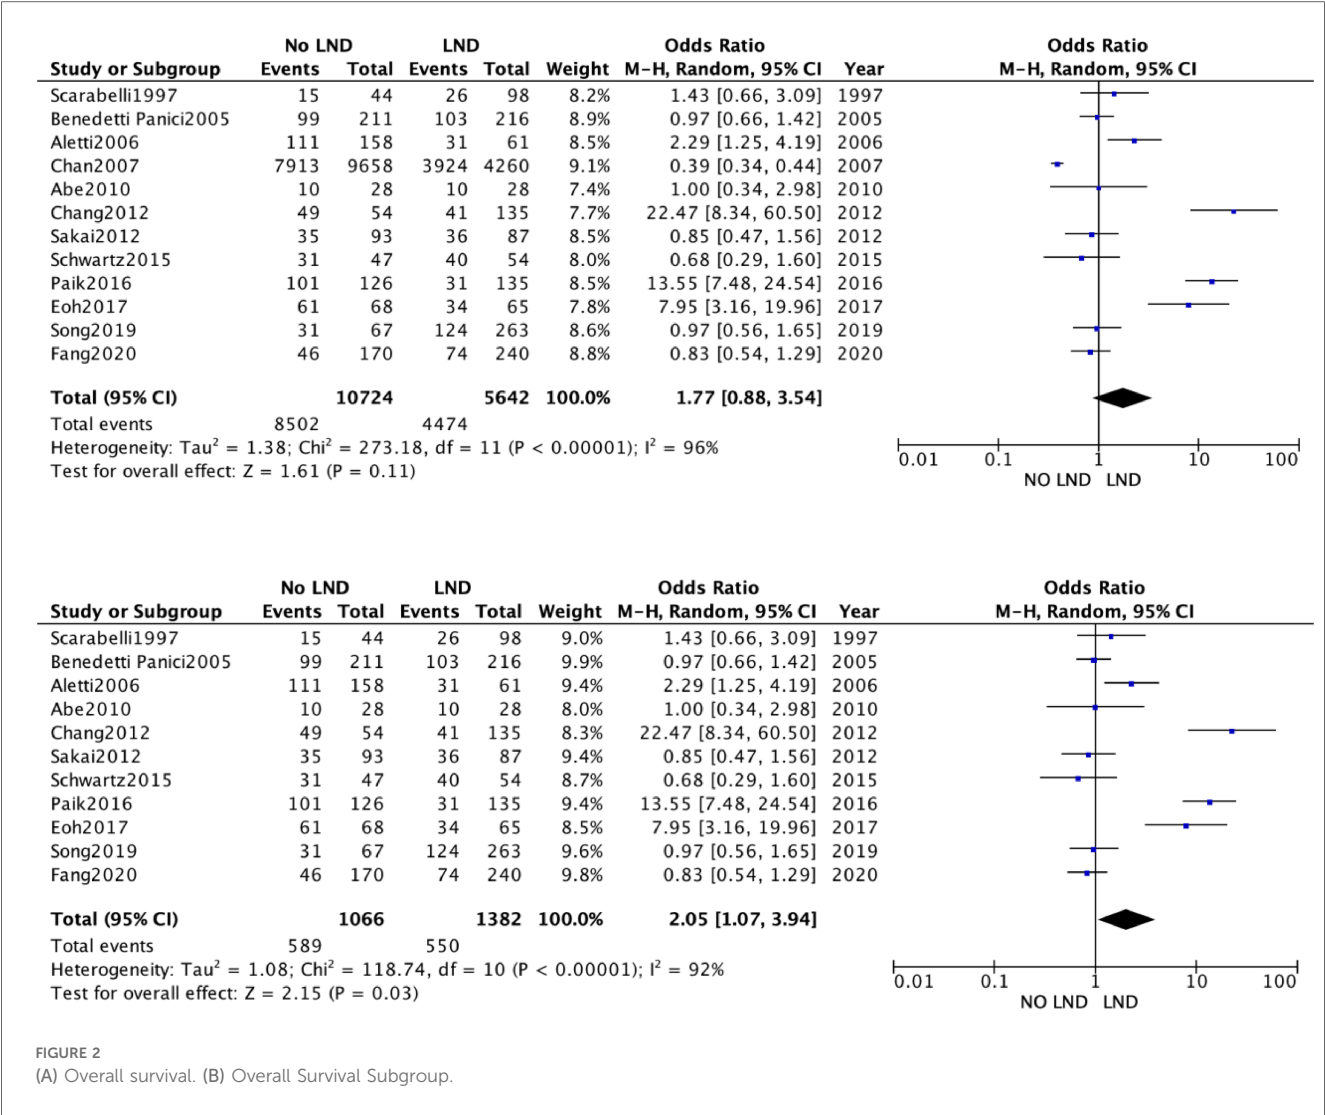 No LND LND Odds Ratio Odds Ratio
Study or Subgroup Events Total Events Total Weight M-H, Random, 95% CI Year M-H, Random, 95% CI
Scarabelli1997 15 44 26 98 8.2% 1.43 [0.66, 3.09] 1997
Benedetti Panici2005 99 211 103 216 8.9% 0.97 [0.66, 1.42] 2005
Aletti2006 111 158 31 61 8.5% 2.29 [1.25, 4.19] 2006
Chan2007 7913 9658 3924 4260 9.1% 0.39 [0.34, 0.44] 2007
Abe2010 10 28 10 28 7.4% 1.00 [0.34, 2.98] 2010
Chang2012 49 54 41 135 7.7% 22.47 [8.34, 60.50] 2012
Sakai2012 35 93 36 87 8.5% 0.85 [0.47, 1.56] 2012
Schwartz2015 31 47 40 54 8.0% 0.68 [0.29, 1.60] 2015
Paik2016 101 126 31 135 8.5% 13.55 [7.48, 24.54] 2016
Eoh2017 61 68 34 65 7.8% 7.95 [3.16, 19.96] 2017
Song2019 31 67 124 263 8.6% 0.97 [0.56, 1.65] 2019
Fang2020 46 170 74 240 8.8% 0.83 [0.54, 1.29] 2020
Total (95% CI) 10724 5642 100.0% 1.77 [0.88, 3.54]
Total events 8502 4474
Heterogeneity: Tau² = 1.38; Chi² = 273.18, df = 11 (P < 0.00001); I² = 96%
Test for overall effect: Z = 1.61 (P = 0.11)
0.01 0.1 1 10 100
NO LND LND
No LND LND Odds Ratio Odds Ratio
Study or Subgroup Events Total Events Total Weight M-H, Random, 95% CI Year M-H, Random, 95% CI
Scarabelli1997 15 44 26 98 9.0% 1.43 [0.66, 3.09] 1997
Benedetti Panici2005 99 211 103 216 9.9% 0.97 [0.66, 1.42] 2005
Aletti2006 111 158 31 61 9.4% 2.29 [1.25, 4.19] 2006
Abe2010 10 28 10 28 8.0% 1.00 [0.34, 2.98] 2010
Chang2012 49 54 41 135 8.3% 22.47 [8.34, 60.50] 2012
Sakai2012 35 93 36 87 9.4% 0.85 [0.47, 1.56] 2012
Schwartz2015 31 47 40 54 8.7% 0.68 [0.29, 1.60] 2015
Paik2016 101 126 31 135 9.4% 13.55 [7.48, 24.54] 2016
Eoh2017 61 68 34 65 8.5% 7.95 [3.16, 19.96] 2017
Song2019 31 67 124 263 9.6% 0.97 [0.56, 1.65] 2019
Fang2020 46 170 74 240 9.8% 0.83 [0.54, 1.29] 2020
Total (95% CI) 1066 1382 100.0% 2.05 [1.07, 3.94]
Total events 589 550
Heterogeneity: Tau² = 1.08; Chi² = 118.74, df = 10 (P < 0.00001); I² = 92%
Test for overall effect: Z = 2.15 (P = 0.03)
0.01 0.1 1 10 100
NO LND LND
FIGURE 2
(A) Overall survival. (B) Overall Survival Subgroup.